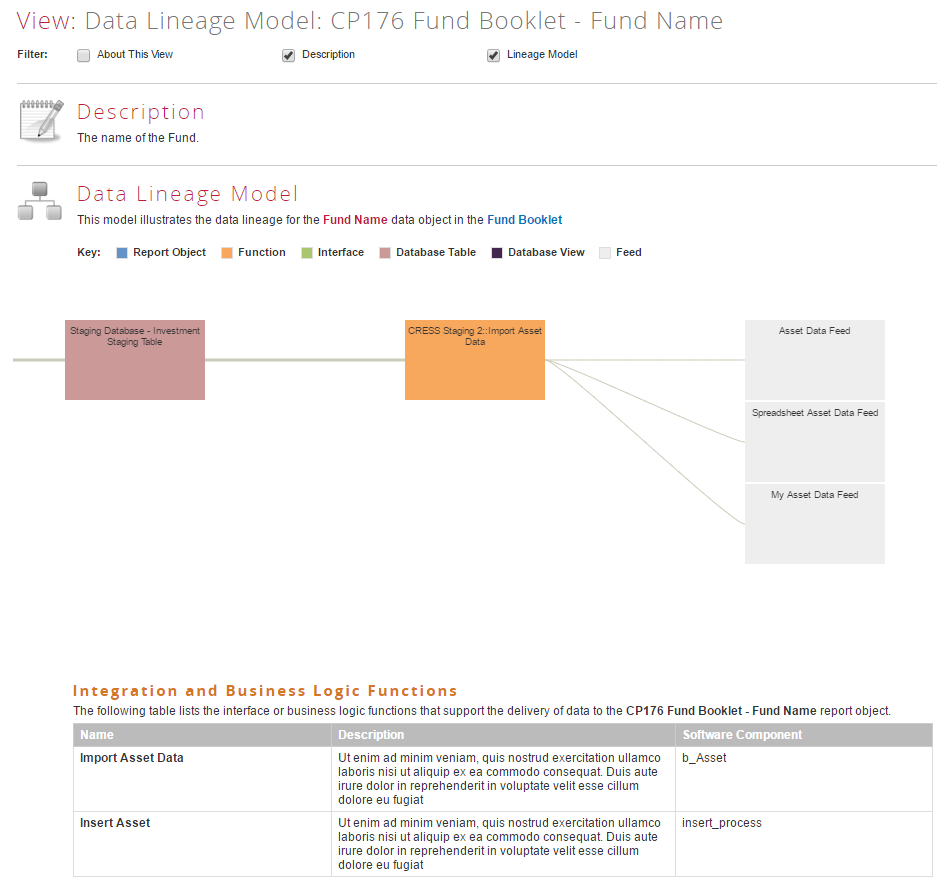 View: Data Lineage Model: CP176 Fund Booklet - Fund Name
Filter: About This View Description Lineage Model
Description
The name of the Fund.
Data Lineage Model
This model illustrates the data lineage for the Fund Name data object in the Fund Booklet
Key: Report Object Function Interface Database Table Database View Feed
Staging Database - Investment
Staging Table
CRESS Staging 2::Import Asset
Data
Asset Data Feed
Spreadsheet Asset Data Feed
My Asset Data Feed
Integration and Business Logic Functions
The following table lists the interface or business logic functions that support the delivery of data to the CP176 Fund Booklet - Fund Name report object.
Name Description Software Component
Import Asset Data Ut enim ad minim veniam, quis nostrud exercitation ullamco b_Asset
laboris nisi ut aliquip ex ea commodo consequat. Duis aute
irure dolor in reprehenderit in voluptate velit esse cillum
dolore eu fugiat
Insert Asset Ut enim ad minim veniam, quis nostrud exercitation ullamco insert_process
laboris nisi ut aliquip ex ea commodo consequat. Duis aute
irure dolor in reprehenderit in voluptate velit esse cillum
dolore eu fugiat